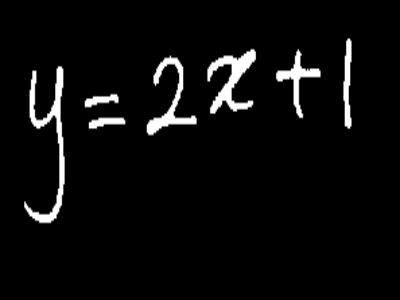 y = 2x + 1